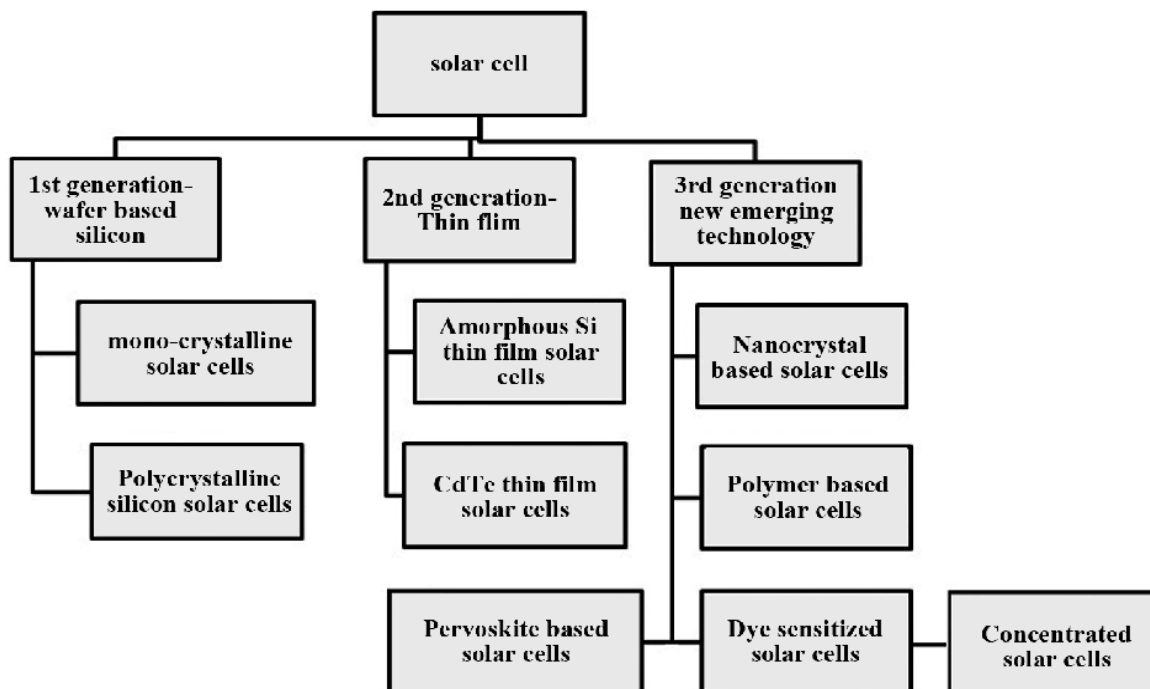 solar cell
1st generation-
wafer based
silicon
2nd generation-
Thin flim
3rd generation
new emerging
technology
mono-crystalline
solar cells
Amorphous Si
thin film solar
cells
Nanocrystal
based solar cells
Polycrystalline
silicon solar cells
CdTe thin film
solar cells
Polymer based
solar cells
Pervoskite based
solar cells
Dye sensitized
solar cells
Concentrated
solar cells